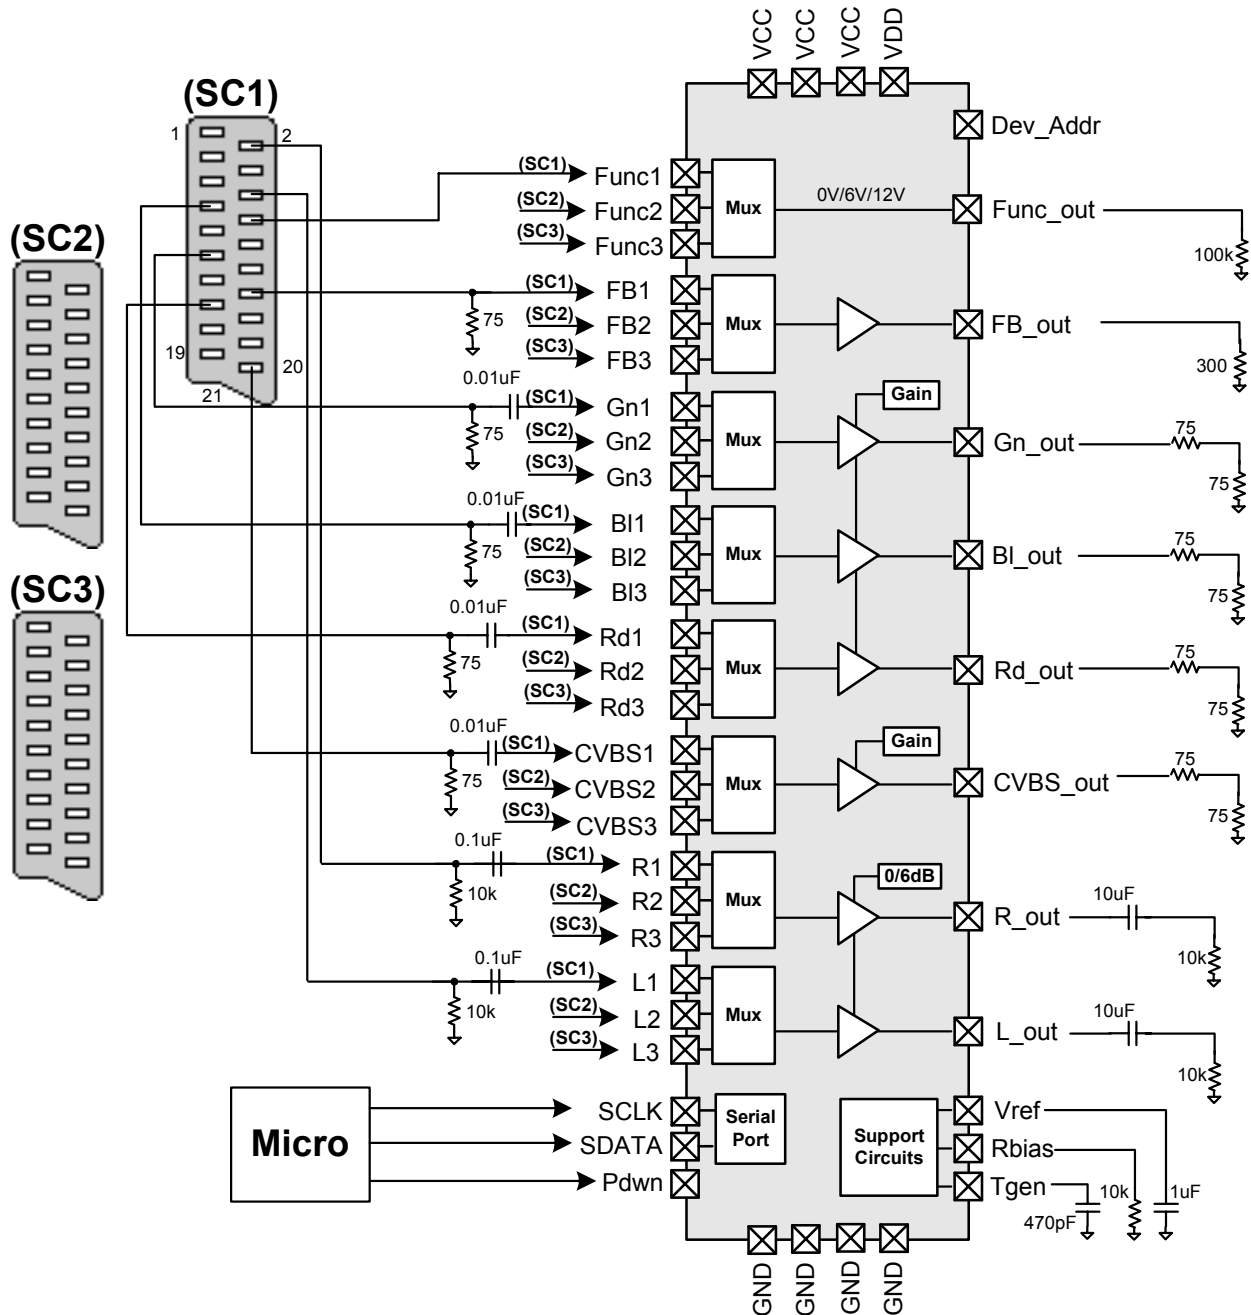 VCC
VCC
VCC
VDD
(SC1)
1
2
19
20
21
(SC2)
(SC3)
Dev_Addr
(SC1) Func1
(SC2) Func2
(SC3) Func3
Mux
0V/6V/12V
Func_out
100k
(SC1) FB1
(SC2) FB2
(SC3) FB3
75
Mux
FB_out
300
0.01uF
(SC1) Gn1
(SC2) Gn2
(SC3) Gn3
75
Mux
Gain
Gn_out
75
75
0.01uF
(SC1) Bl1
(SC2) Bl2
(SC3) Bl3
75
Mux
Bl_out
75
75
0.01uF
(SC1) Rd1
(SC2) Rd2
(SC3) Rd3
75
Mux
Rd_out
75
75
0.01uF
(SC1) CVBS1
(SC2) CVBS2
(SC3) CVBS3
75
Mux
Gain
CVBS_out
75
75
0.1uF
(SC1) R1
(SC2) R2
(SC3) R3
10k
Mux
0/6dB
R_out
10uF
10k
0.1uF
(SC1) L1
(SC2) L2
(SC3) L3
10k
Mux
L_out
10uF
10k
Micro
SCLK
SDATA
Pdwn
Serial
Port
Support
Circuits
Vref
Rbias
Tgen
470pF
10k
1uF
GND
GND
GND
GND